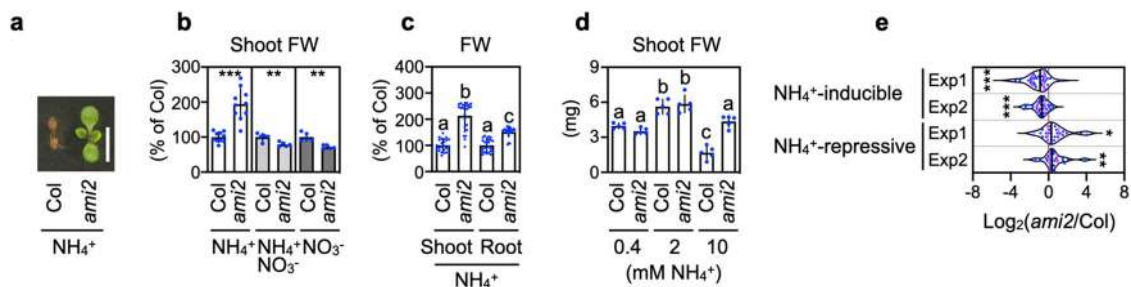 a
Col
ami2
NH₄⁺
b
Shoot FW
(% of Col)
300
200
100
0
***
**
**
Col
ami2
Col
ami2
Col
ami2
NH₄⁺
NH₄⁺
NO₃⁻
NO₃⁻
c
FW
(% of Col)
400
300
200
100
0
a
b
a
c
Col
ami2
Col
ami2
Shoot
Root
NH₄⁺
d
Shoot FW
(mg)
9
6
3
0
a
a
b
b
c
a
Col
ami2
Col
ami2
Col
ami2
0.4
2
10
(mM NH₄⁺)
e
NH₄⁺-inducible
Exp1
***
Exp2
***
NH₄⁺-repressive
Exp1
*
Exp2
**
-8
-4
0
4
8
Log₂(ami2/Col)